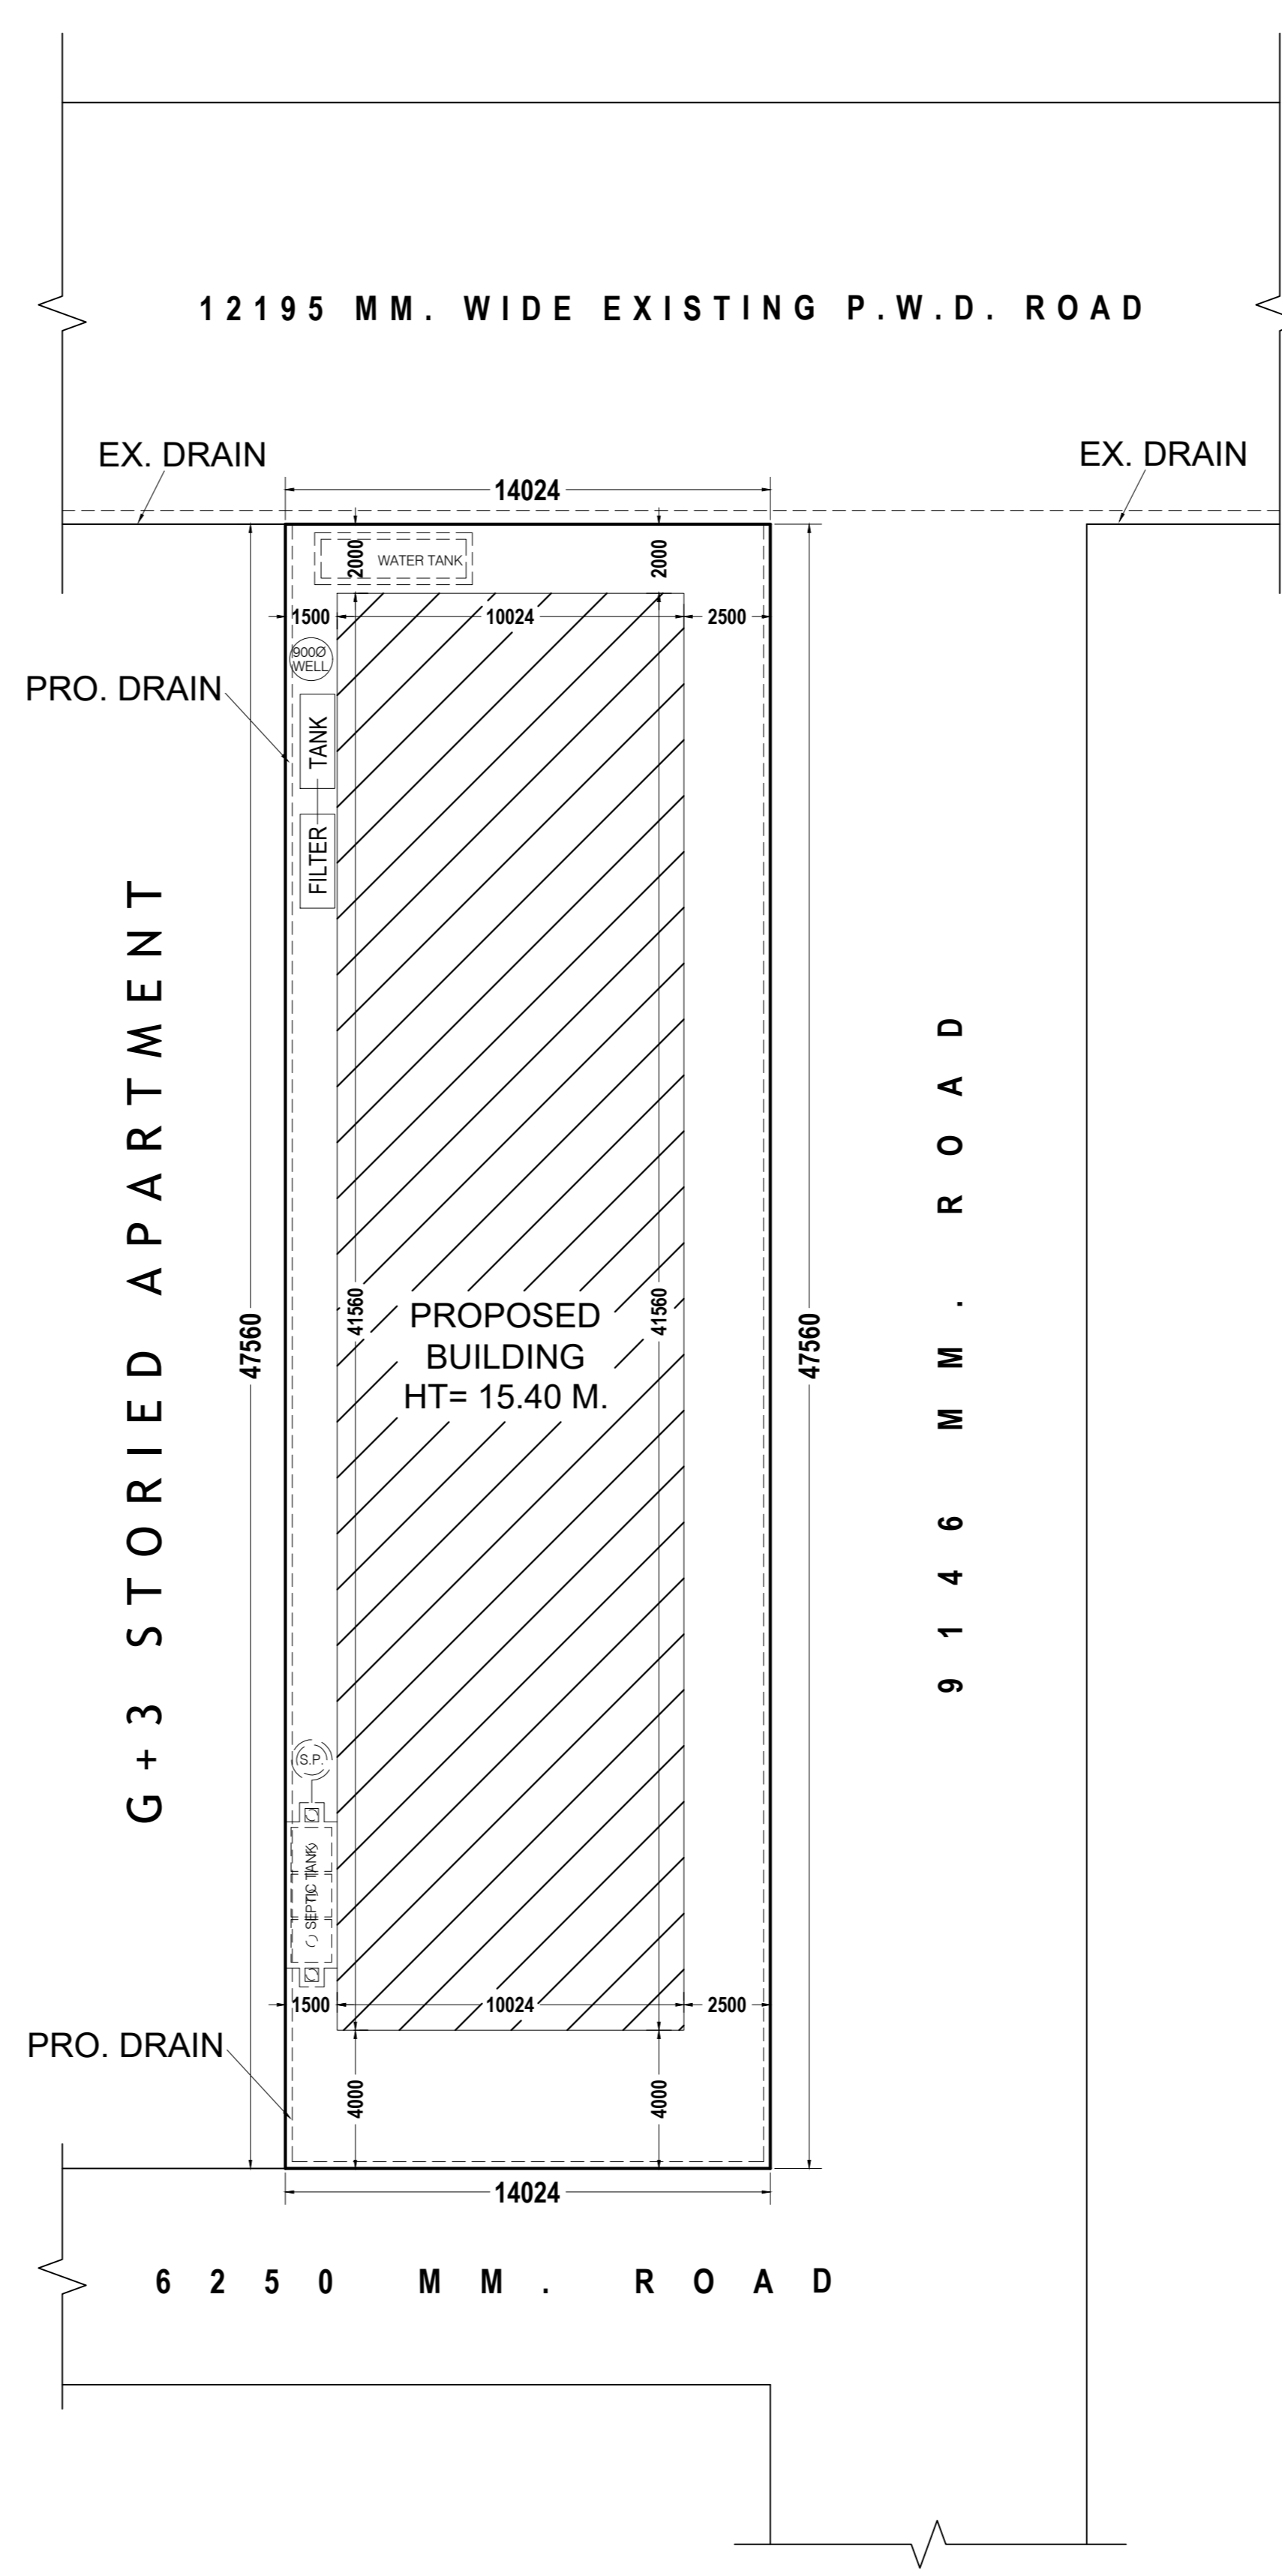 12195 MM. WIDE EXISTING P.W.D. ROAD
EX. DRAIN
EX. DRAIN
14024
2000
WATER TANK
2000
1500
10024
2500
900Ø
WELL
PRO. DRAIN
TANK
FILTER
G+3 STORIED APARTMENT
47560
41560
PROPOSED
BUILDING
HT= 15.40 M.
41560
47560
9146 MM. ROAD
S.P.
SEPTIC TANK
1500
10024
2500
PRO. DRAIN
4000
4000
14024
6250 MM. ROAD